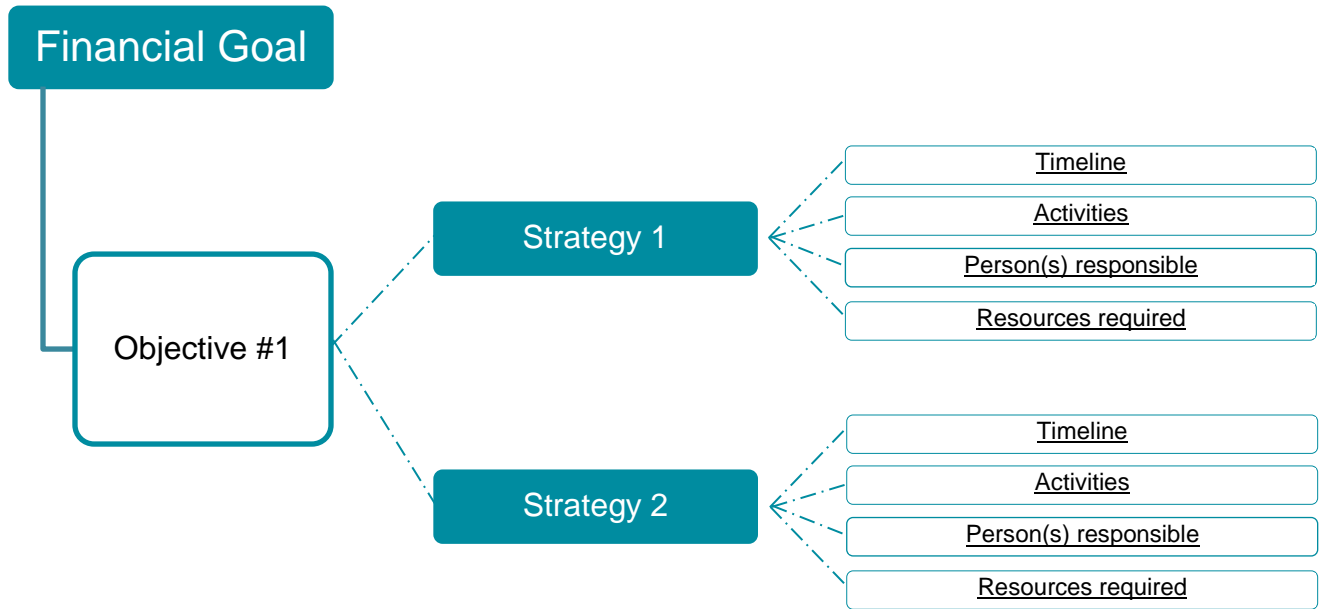 Financial Goal
Objective #1
Strategy 1
Timeline
Activities
Person(s) responsible
Resources required
Strategy 2
Timeline
Activities
Person(s) responsible
Resources required